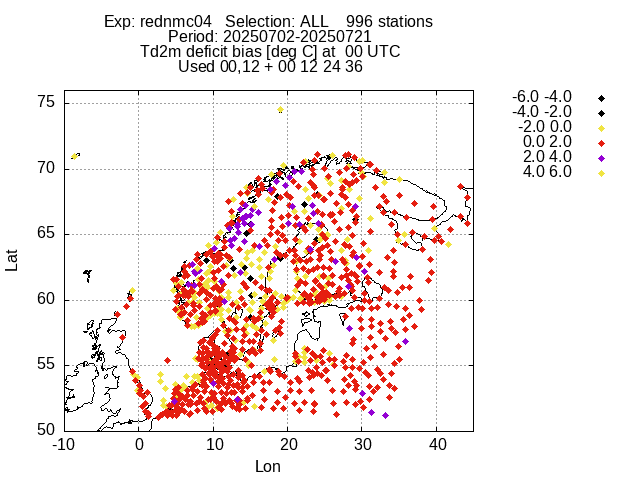 Exp: rednmc04 Selection: ALL 996 stations
Period: 20250702-20250721
Td2m deficit bias [deg C] at 00 UTC
Used 00,12 + 00 12 24 36
-6.0 -4.0
-4.0 -2.0
-2.0 0.0
0.0 2.0
2.0 4.0
4.0 6.0
75
70
65
60
55
50
Lat
-10 0 10 20 30 40
Lon